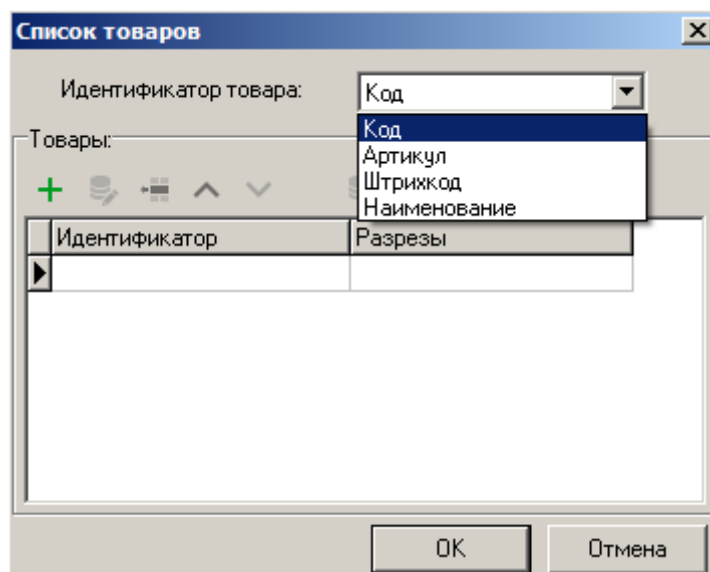 Список товаров
Идентификатор товара:
Код
Код
Артикул
Штрихкод
Наименование
Товары:
Идентификатор
Разрезы
OK
Отмена